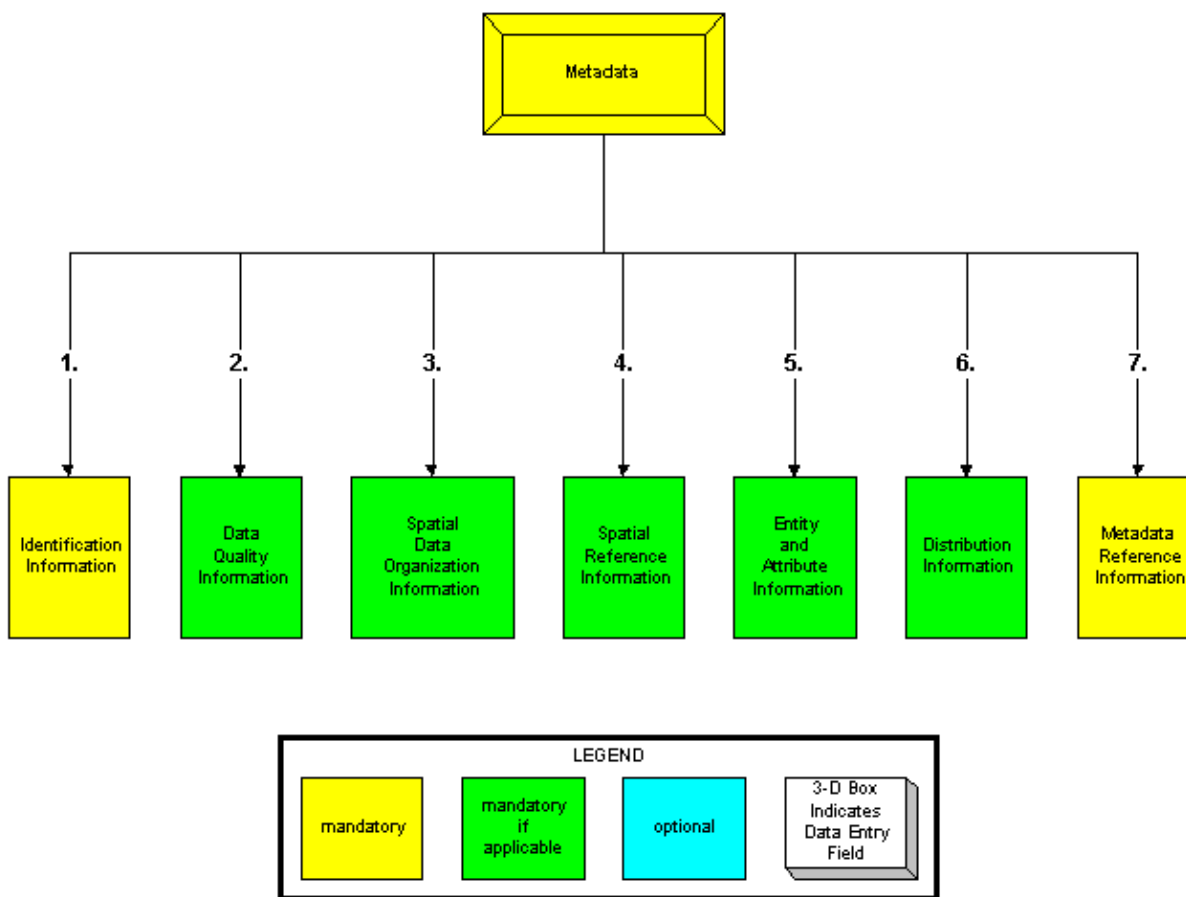 Metadata
1.
2.
3.
4.
5.
6.
7.
Identification
Information
Data
Quality
Information
Spatial
Data
Organization
Information
Spatial
Reference
Information
Entity
and
Attribute
Information
Distribution
Information
Metadata
Reference
Information
LEGEND
mandatory
mandatory
if
applicable
optional
3-D Box
Indicates
Data Entry
Field